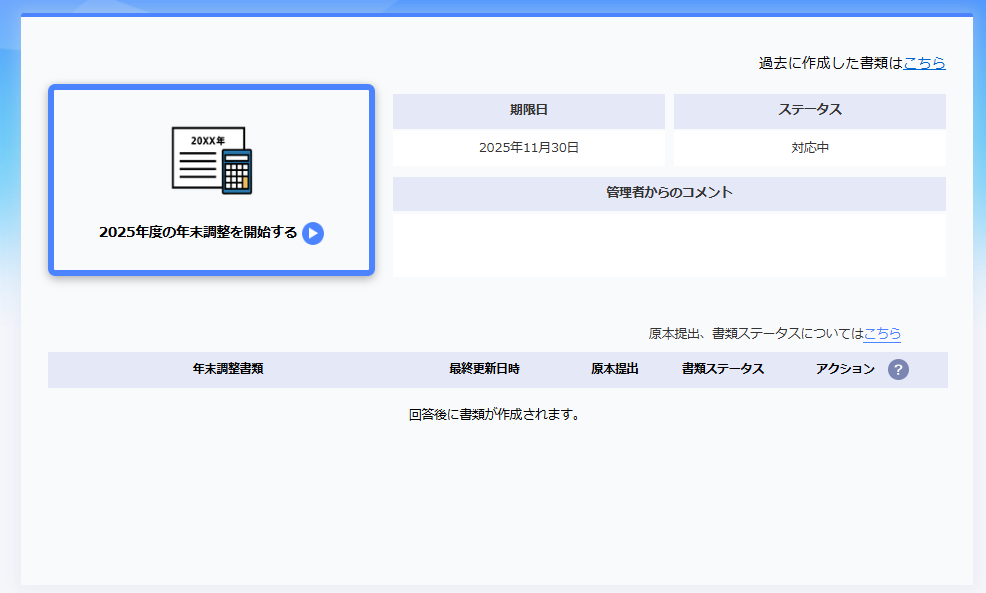 過去に作成した書類はこちら
20XX年
2025年度の年末調整を開始する
期限日
ステータス
2025年11月30日
対応中
管理者からのコメント
原本提出、書類ステータスについてはこちら
年末調整書類 最終更新日時 原本提出 書類ステータス アクション ?
回答後に書類が作成されます。